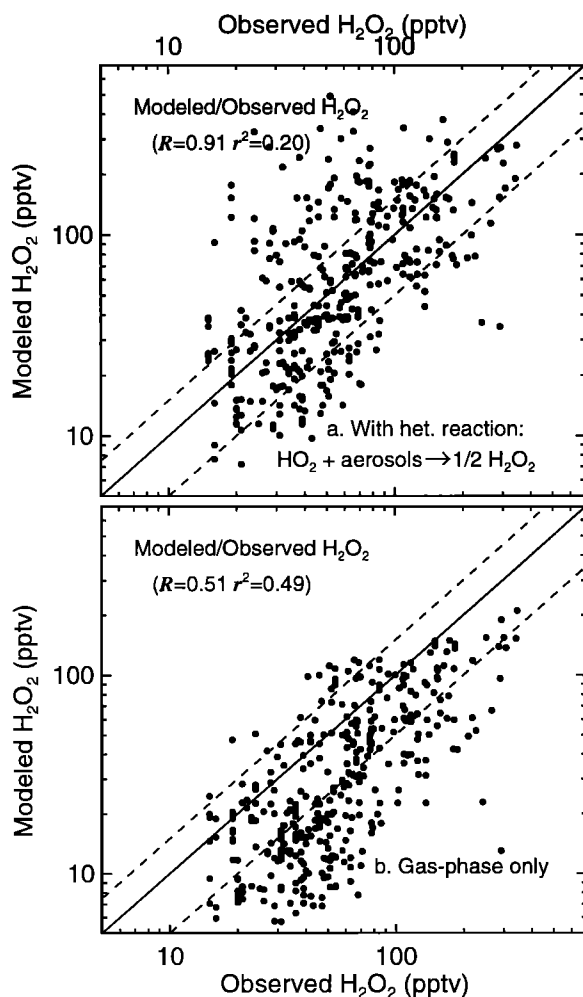 Observed H₂O₂ (pptv)
10 100
Modeled/Observed H₂O₂
(R=0.91 r²=0.20)
100
Modeled H₂O₂ (pptv)
10
a. With het. reaction:
HO₂ + aerosols→1/2 H₂O₂
Modeled/Observed H₂O₂
(R=0.51 r²=0.49)
100
Modeled H₂O₂ (pptv)
10
b. Gas-phase only
10 100
Observed H₂O₂ (pptv)